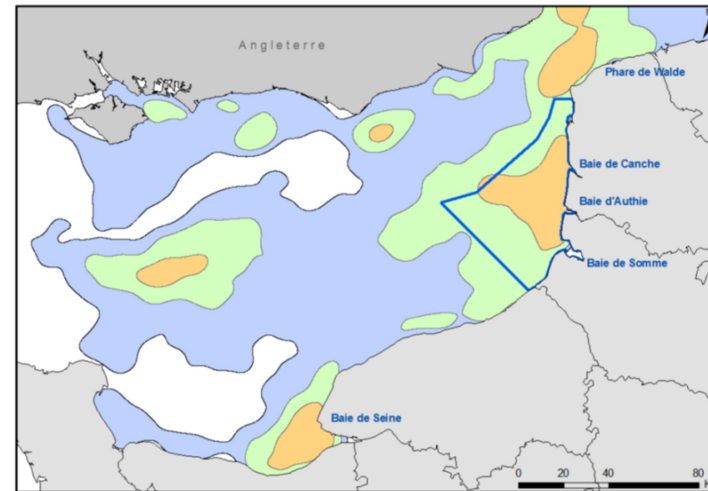 Angleterre
Phare de Walde
Baie de Canche
Baie d'Authie
Baie de Somme
Baie de Seine
0 20 40 80